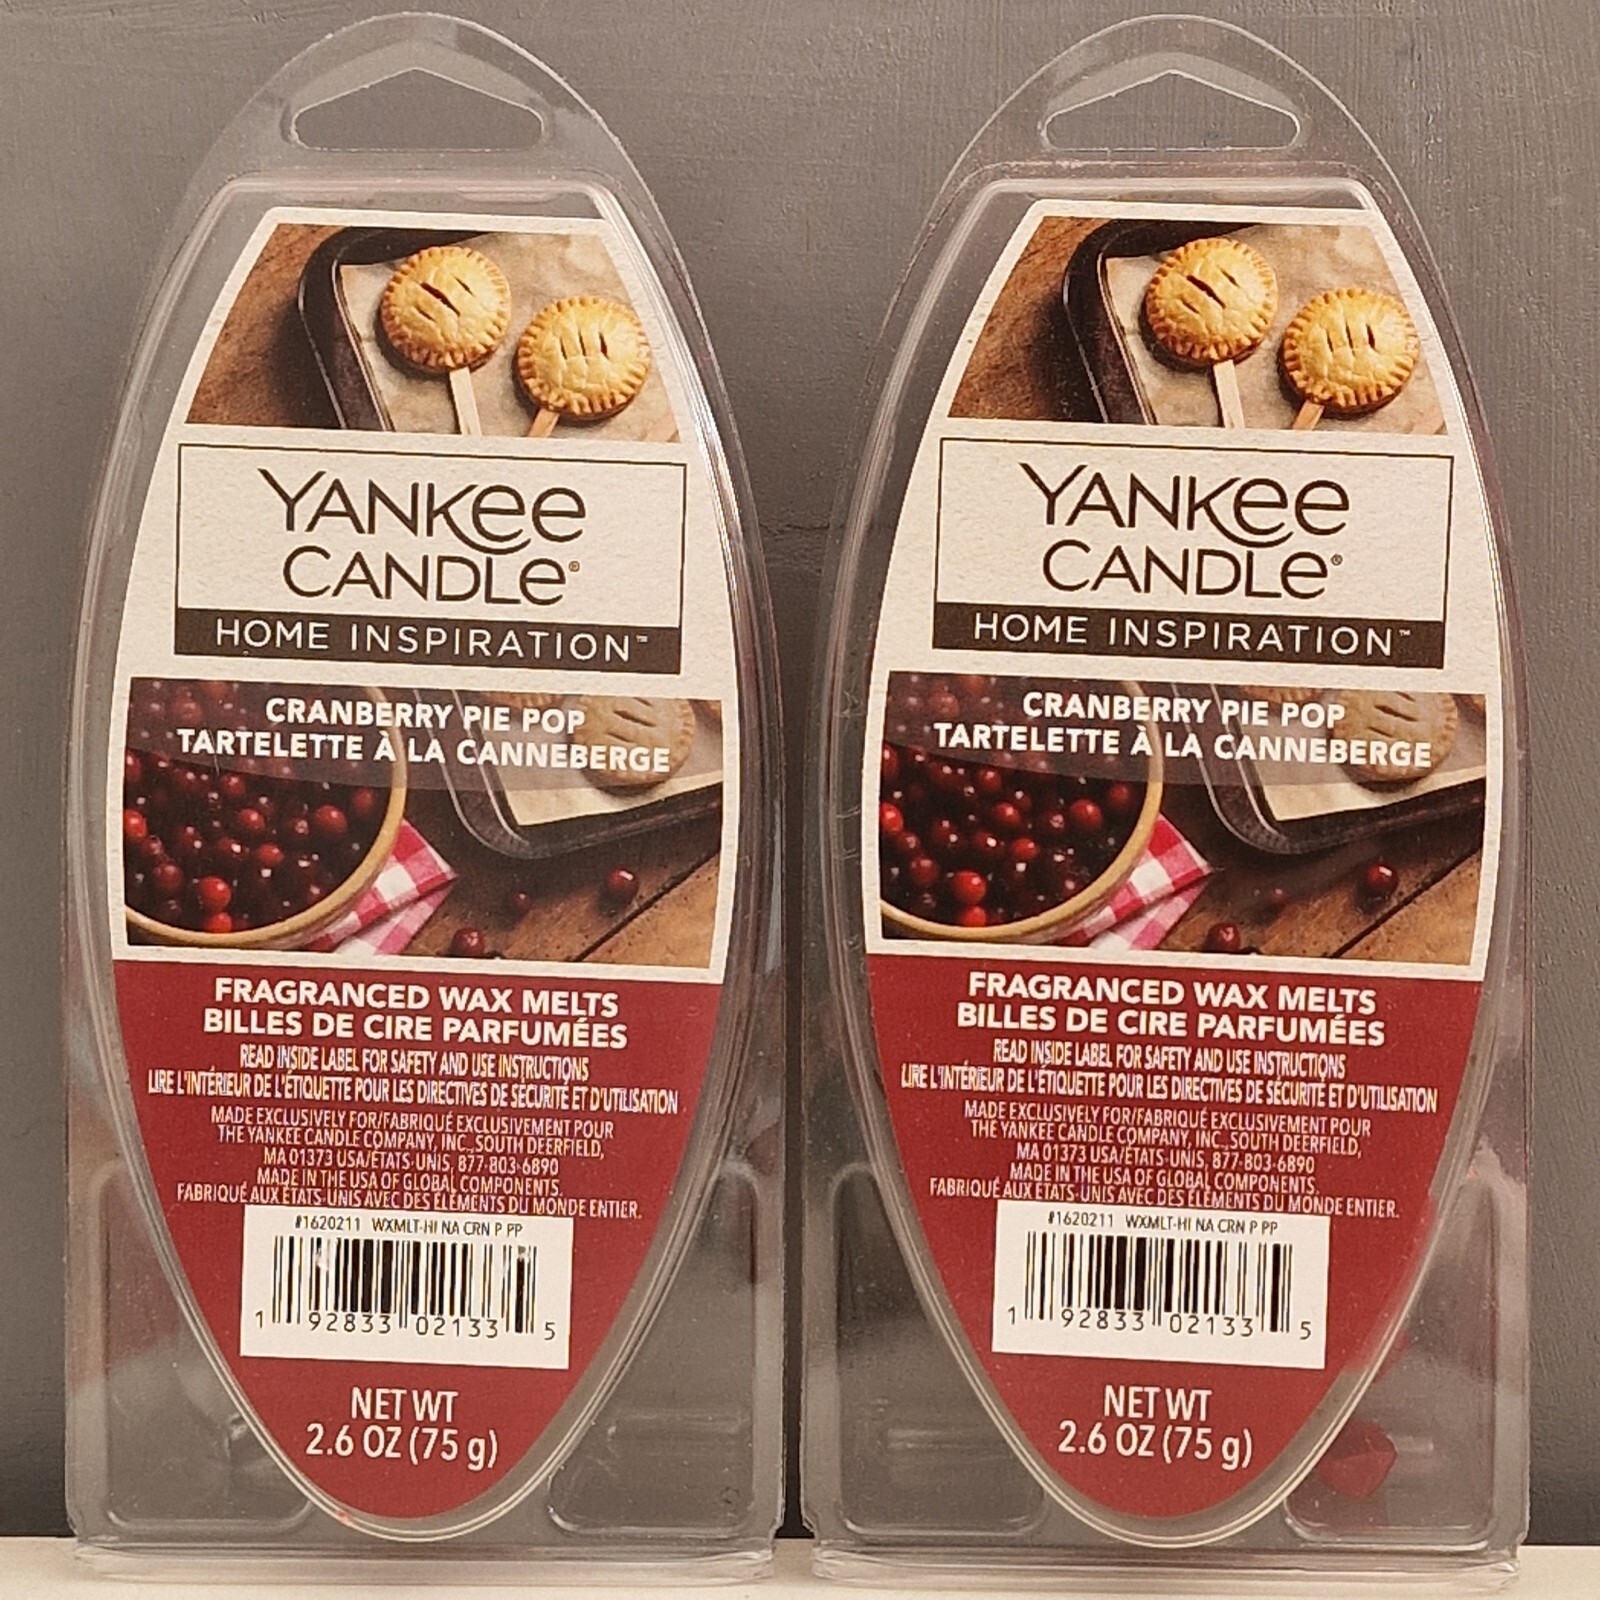 YANKEE
CANDLE®
HOME INSPIRATION™
CRANBERRY PIE POP
TARTELETTE À LA CANNEBERGE
FRAGRANCED WAX MELTS
BILLES DE CIRE PARFUMÉES
READ INSIDE LABEL FOR SAFETY AND USE INSTRUCTIONS
LIRE L'INTÉRIEUR DE L'ÉTIQUETTE POUR LES DIRECTIVES DE SÉCURITÉ ET D'UTILISATION
MADE EXCLUSIVELY FOR/FABRIQUÉ EXCLUSIVEMENT POUR
THE YANKEE CANDLE COMPANY, INC., SOUTH DEERFIELD,
MA 01373 USA/ÉTATS-UNIS, 877-803-6890
MADE IN THE USA OF GLOBAL COMPONENTS.
FABRIQUÉ AUX ÉTATS-UNIS AVEC DES ÉLÉMENTS DU MONDE ENTIER.
#1620211 WXMLT-HI NA CRN P PP
1 92833 02133 5
NET WT
2.6 OZ (75 g)
YANKEE
CANDLE®
HOME INSPIRATION™
CRANBERRY PIE POP
TARTELETTE À LA CANNEBERGE
FRAGRANCED WAX MELTS
BILLES DE CIRE PARFUMÉES
READ INSIDE LABEL FOR SAFETY AND USE INSTRUCTIONS
LIRE L'INTÉRIEUR DE L'ÉTIQUETTE POUR LES DIRECTIVES DE SÉCURITÉ ET D'UTILISATION
MADE EXCLUSIVELY FOR/FABRIQUÉ EXCLUSIVEMENT POUR
THE YANKEE CANDLE COMPANY, INC., SOUTH DEERFIELD,
MA 01373 USA/ÉTATS-UNIS, 877-803-6890
MADE IN THE USA OF GLOBAL COMPONENTS.
FABRIQUÉ AUX ÉTATS-UNIS AVEC DES ÉLÉMENTS DU MONDE ENTIER.
#1620211 WXMLT-HI NA CRN P PP
1 92833 02133 5
NET WT
2.6 OZ (75 g)